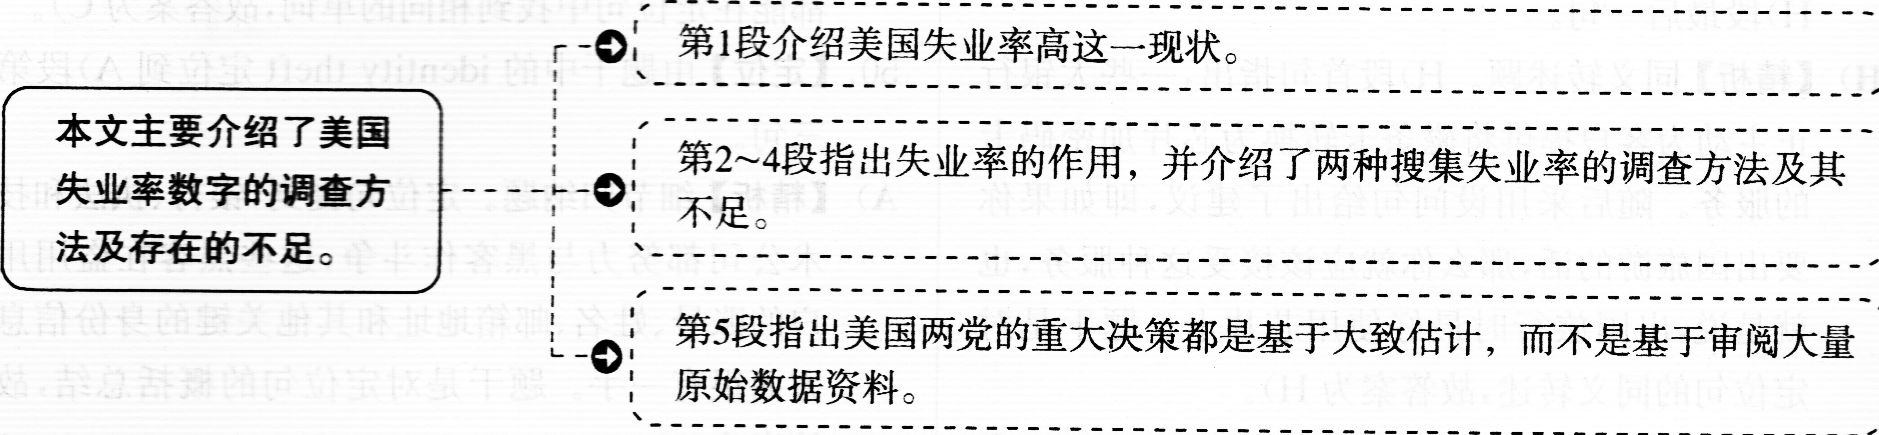 第1段介绍美国失业率高这一现状。
本文主要介绍了美国
失业率数字的调查方
法及存在的不足。
第2~4段指出失业率的作用，并介绍了两种搜集失业率的调查方法及其
不足。
第5段指出美国两党的重大决策都是基于大致估计，而不是基于审阅大量
原始数据资料。